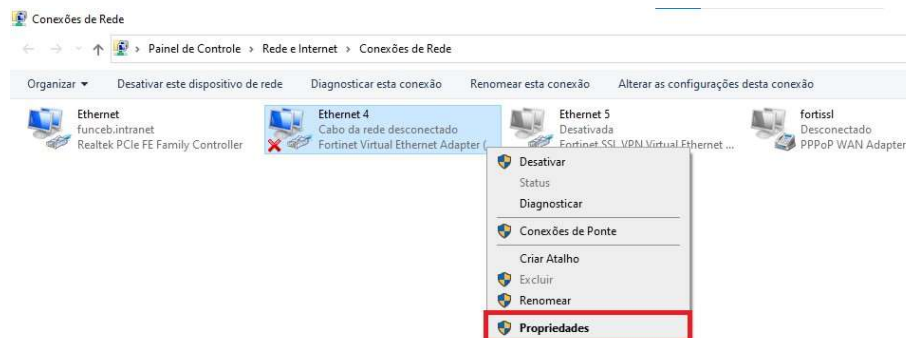 Conexões de Rede
Painel de Controle > Rede e Internet > Conexões de Rede
Organizar Desativar este dispositivo de rede Diagnosticar esta conexão Renomear esta conexão Alterar as configurações desta conexão
Ethernet
funceb.intranet
Realtek PCIe FE Family Controller
Ethernet 4
Cabo da rede desconectado
Fortinet Virtual Ethernet Adapter (
Ethernet 5
Desativada
Fortinet SSL VPN Virtual Ethernet ...
fortissl
Desconectado
PPPoP WAN Adapter
Desativar
Status
Diagnosticar
Conexões de Ponte
Criar Atalho
Excluir
Renomear
Propriedades